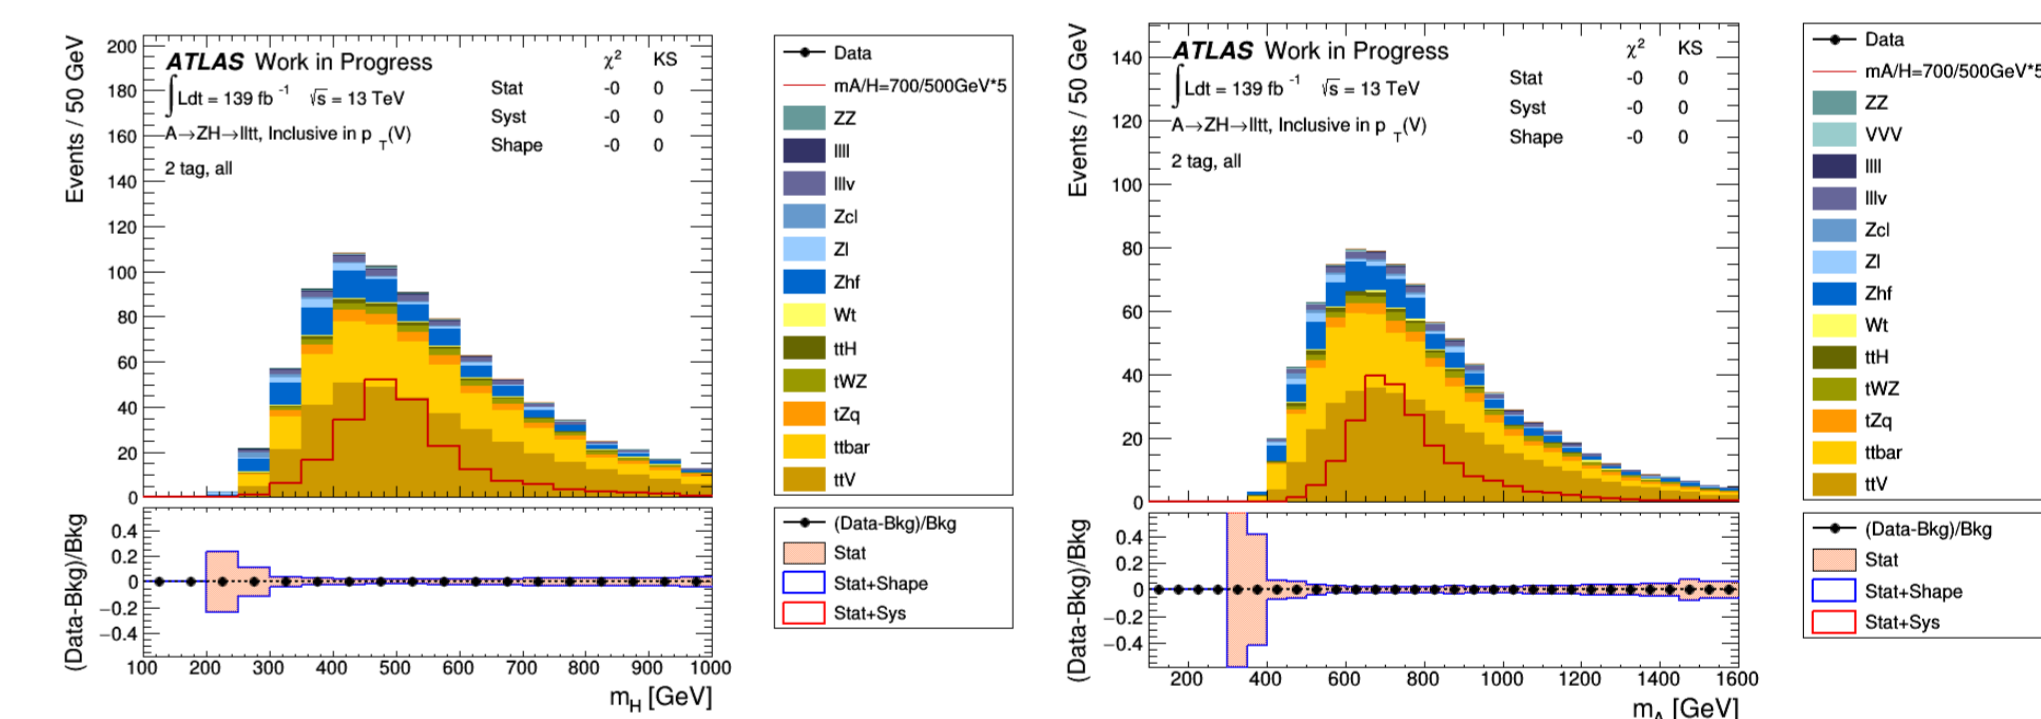 Events / 50 GeV
200
180
160
140
120
100
80
60
40
20
0
ATLAS Work in Progress
∫Ldt = 139 fb -1 √s = 13 TeV
A→ZH→lltt, Inclusive in p T(V)
2 tag, all
χ² KS
Stat -0 0
Syst -0 0
Shape -0 0
Data
mA/H=700/500GeV*5
ZZ
llll
lllv
Zcl
Zl
Zhf
Wt
ttH
tWZ
tZq
ttbar
ttV
(Data-Bkg)/Bkg
0.4
0.2
0
−0.2
−0.4
100 200 300 400 500 600 700 800 900 1000
mH [GeV]
(Data-Bkg)/Bkg
Stat
Stat+Shape
Stat+Sys
Events / 50 GeV
140
120
100
80
60
40
20
0
ATLAS Work in Progress
∫Ldt = 139 fb -1 √s = 13 TeV
A→ZH→lltt, Inclusive in p T(V)
2 tag, all
χ² KS
Stat -0 0
Syst -0 0
Shape -0 0
Data
mA/H=700/500GeV*5
ZZ
VVV
llll
lllv
Zcl
Zl
Zhf
Wt
ttH
tWZ
tZq
ttbar
ttV
(Data-Bkg)/Bkg
0.4
0.2
0
−0.2
−0.4
200 400 600 800 1000 1200 1400 1600
mA [GeV]
(Data-Bkg)/Bkg
Stat
Stat+Shape
Stat+Sys